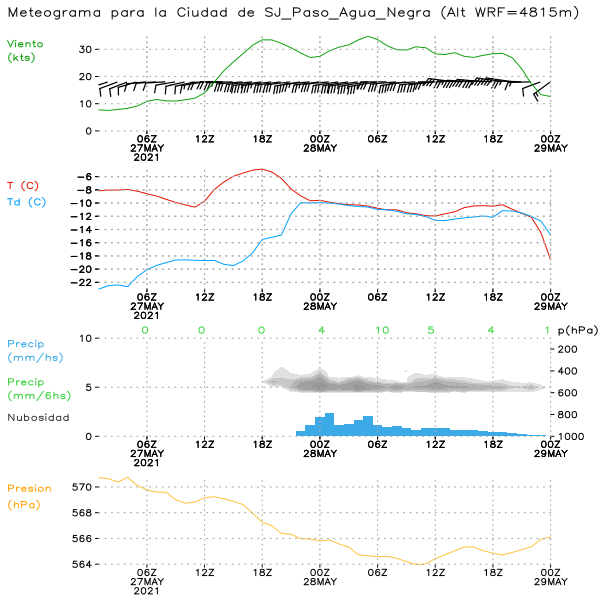 Meteograma para la Ciudad de SJ_Paso_Agua_Negra (Alt WRF=4815m)
Viento
(kts)
30
20
10
0
06Z 12Z 18Z 00Z 06Z 12Z 18Z 00Z
27MAY 28MAY 29MAY
2021
T (C)
Td (C)
-6
-8
-10
-12
-14
-16
-18
-20
-22
06Z 12Z 18Z 00Z 06Z 12Z 18Z 00Z
27MAY 28MAY 29MAY
2021
0 0 0 4 10 5 4 1 p(hPa)
Precip
(mm/hs)
Precip
(mm/6hs)
Nubosidad
10
5
0
200
400
600
800
1000
06Z 12Z 18Z 00Z 06Z 12Z 18Z 00Z
27MAY 28MAY 29MAY
2021
Presion
(hPa)
570
568
566
564
06Z 12Z 18Z 00Z 06Z 12Z 18Z 00Z
27MAY 28MAY 29MAY
2021